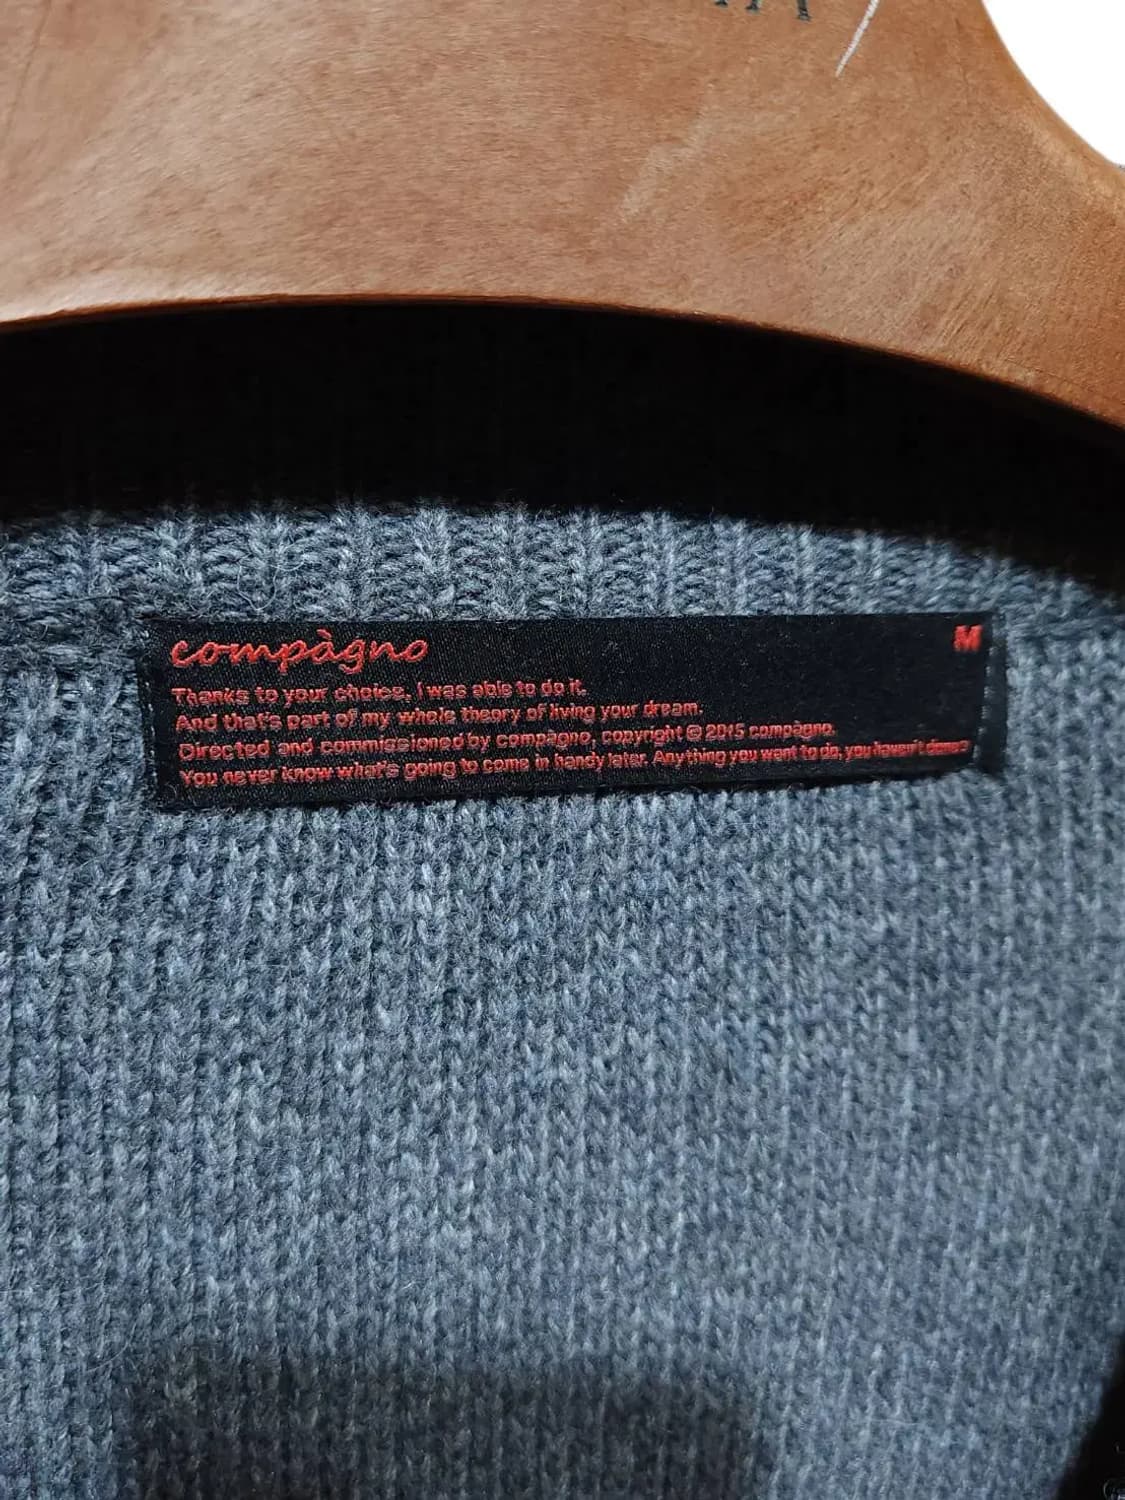 compàgno
M
Thanks to your choice, I was able to do it.
And that's part of my whole theory of living your dream.
Directed and commissioned by compàgno, copyright © 2015 compàgno.
You never know what's going to come in handy later. Anything you want to do, you haven't done?